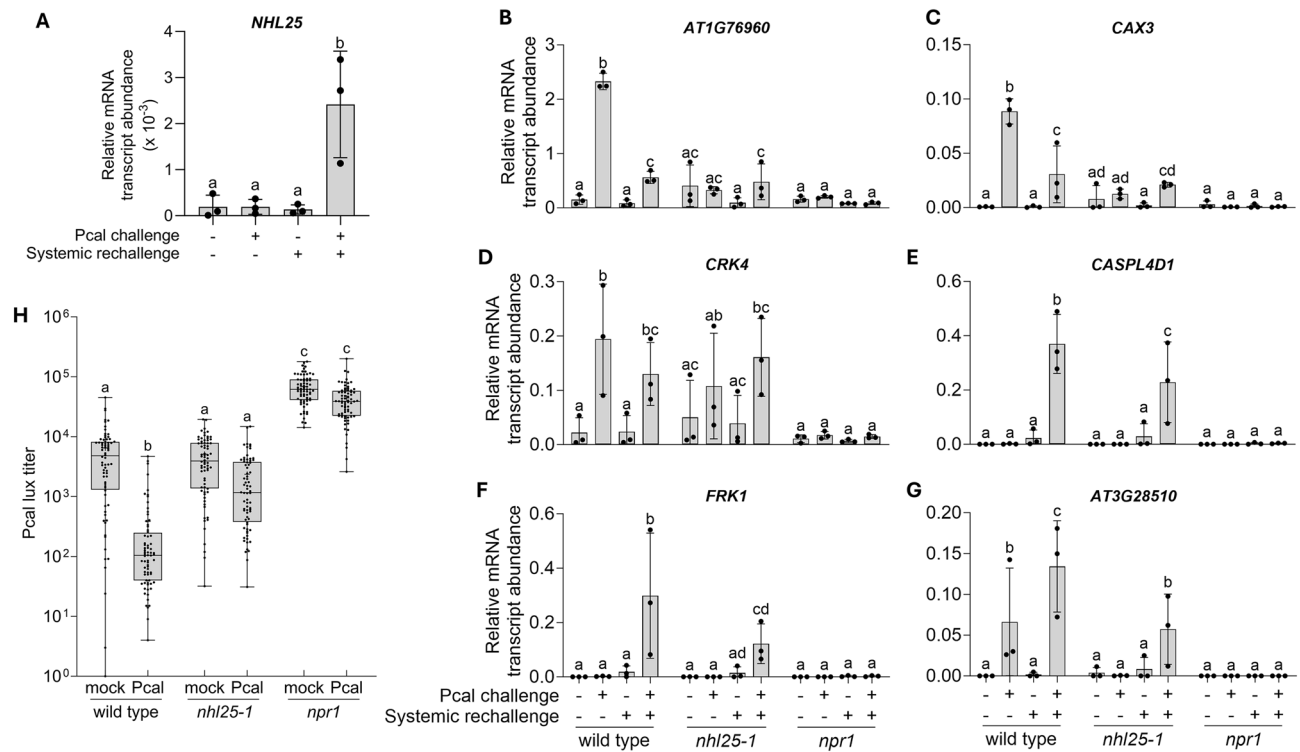 A
NHL25
Relative mRNA
transcript abundance
(x 10-3)
4
3
2
1
0
a
a
a
b
Pcal challenge
- + - +
Systemic rechallenge
- - + +
B
AT1G76960
Relative mRNA
transcript abundance
3
2
1
0
a b a c ac ac a c a a a a
C
CAX3
0.15
0.10
0.05
0.00
a b a c ad ad a cd a a a a
D
CRK4
Relative mRNA
transcript abundance
0.3
0.2
0.1
0.0
a b a bc ac ab ac bc a a a a
E
CASPL4D1
0.6
0.4
0.2
0.0
a a a b a a a c a a a a
F
FRK1
Relative mRNA
transcript abundance
0.6
0.4
0.2
0.0
a a a b a a ad cd a a a a
Pcal challenge
- + - + - + - + - + - +
Systemic rechallenge
- - + + - - + + - - + +
wild type nhl25-1 npr1
G
AT3G28510
0.20
0.15
0.10
0.05
0.00
a b a c a a a b a a a a
- + - + - + - + - + - +
- - + + - - + + - - + +
wild type nhl25-1 npr1
H
Pcal lux titer
106
105
104
103
102
101
100
a b a a c c
mock Pcal mock Pcal mock Pcal
wild type nhl25-1 npr1